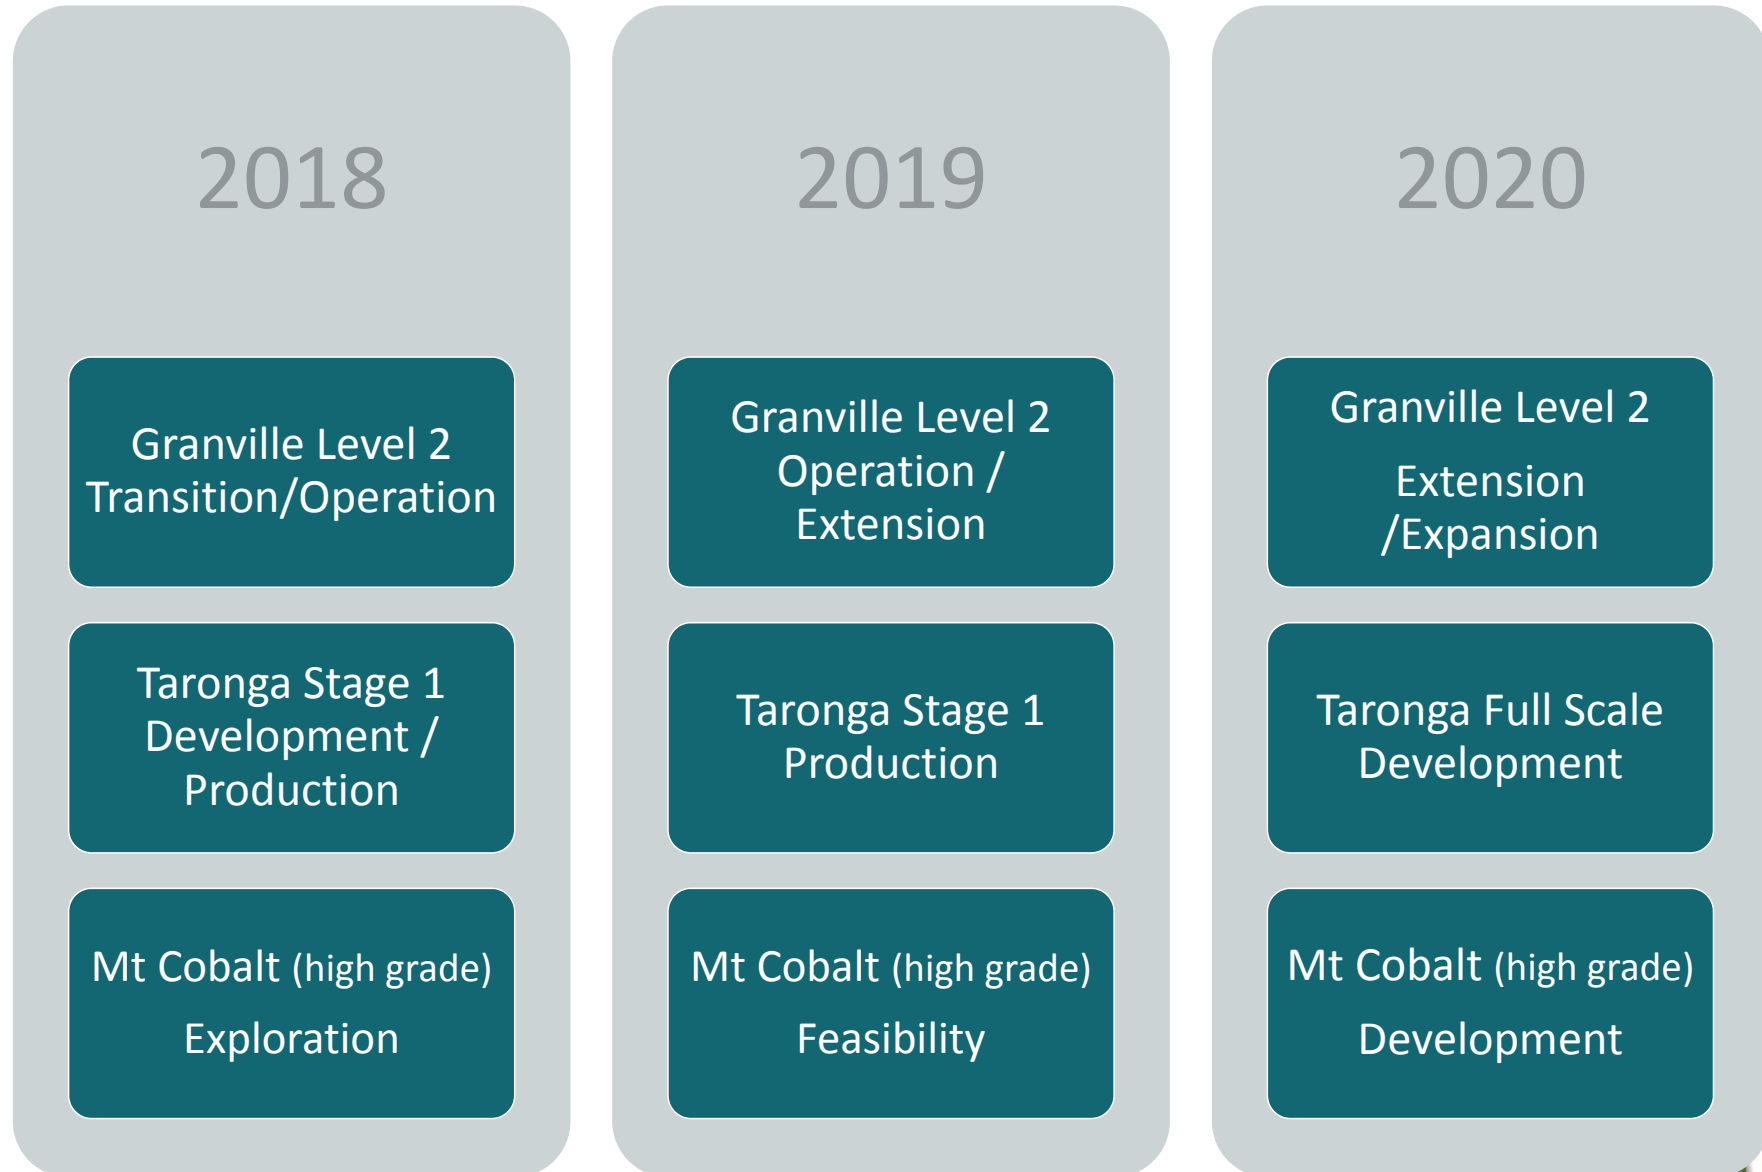 2018
Granville Level 2
Transition/Operation
Taronga Stage 1
Development /
Production
Mt Cobalt (high grade)
Exploration
2019
Granville Level 2
Operation /
Extension
Taronga Stage 1
Production
Mt Cobalt (high grade)
Feasibility
2020
Granville Level 2
Extension
/Expansion
Taronga Full Scale
Development
Mt Cobalt (high grade)
Development